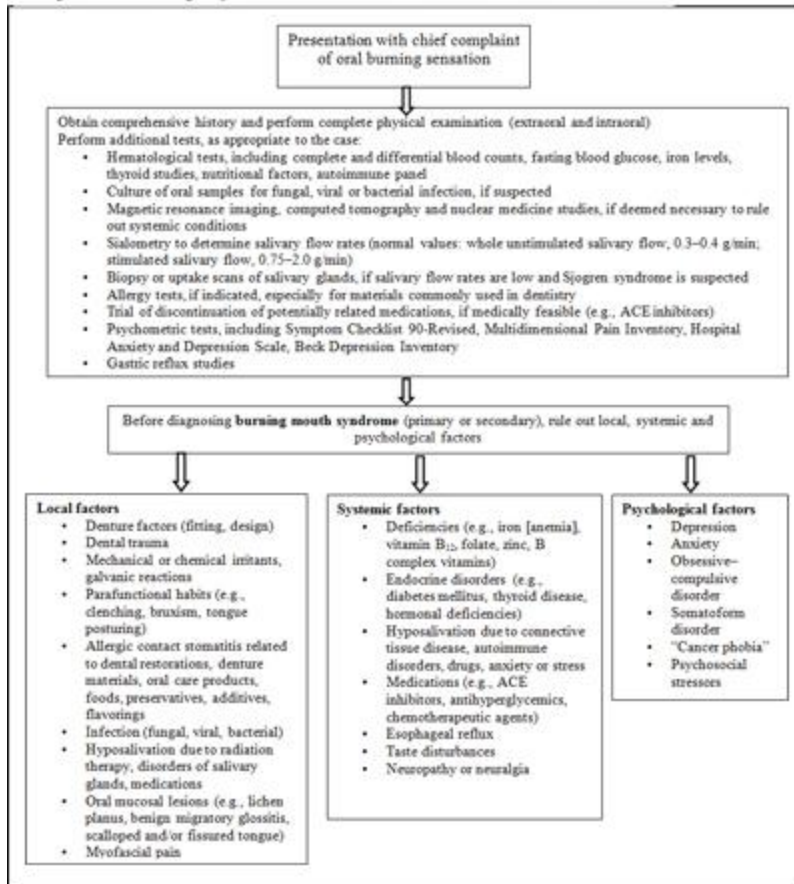 Presentation with chief complaint
of oral burning sensation
Obtain comprehensive history and perform complete physical examination (extraoral and intraoral)
Perform additional tests, as appropriate to the case:
• Hematological tests, including complete and differential blood counts, fasting blood glucose, iron levels,
thyroid studies, nutritional factors, autoimmune panel
• Culture of oral samples for fungal, viral or bacterial infection, if suspected
• Magnetic resonance imaging, computed tomography and nuclear medicine studies, if deemed necessary to rule
out systemic conditions
• Sialometry to determine salivary flow rates (normal values: whole unstimulated salivary flow, 0.3–0.4 g/min;
stimulated salivary flow, 0.75–2.0 g/min)
• Biopsy or uptake scans of salivary glands, if salivary flow rates are low and Sjogren syndrome is suspected
• Allergy tests, if indicated, especially for materials commonly used in dentistry
• Trial of discontinuation of potentially related medications, if medically feasible (e.g., ACE inhibitors)
• Psychometric tests, including Symptom Checklist 90-Revised, Multidimensional Pain Inventory, Hospital
Anxiety and Depression Scale, Beck Depression Inventory
• Gastric reflux studies
Before diagnosing burning mouth syndrome (primary or secondary), rule out local, systemic and
psychological factors
Local factors
• Denture factors (fitting, design)
• Dental trauma
• Mechanical or chemical irritants,
galvanic reactions
• Parafunctional habits (e.g.,
clenching, bruxism, tongue
posturing)
• Allergic contact stomatitis related
to dental restorations, denture
materials, oral care products,
foods, preservatives, additives,
flavorings
• Infection (fungal, viral, bacterial)
• Hyposalivation due to radiation
therapy, disorders of salivary
glands, medications
• Oral mucosal lesions (e.g., lichen
planus, benign migratory glossitis,
scalloped and/or fissured tongue)
• Myofascial pain
Systemic factors
• Deficiencies (e.g., iron [anemia],
vitamin B12, folate, zinc, B
complex vitamins)
• Endocrine disorders (e.g.,
diabetes mellitus, thyroid disease,
hormonal deficiencies)
• Hyposalivation due to connective
tissue disease, autoimmune
disorders, drugs, anxiety or stress
• Medications (e.g., ACE
inhibitors, antihyperglycemics,
chemotherapeutic agents)
• Esophageal reflux
• Taste disturbances
• Neuropathy or neuralgia
Psychological factors
• Depression
• Anxiety
• Obsessive–
compulsive
disorder
• Somatoform
disorder
• “Cancer phobia”
• Psychosocial
stressors